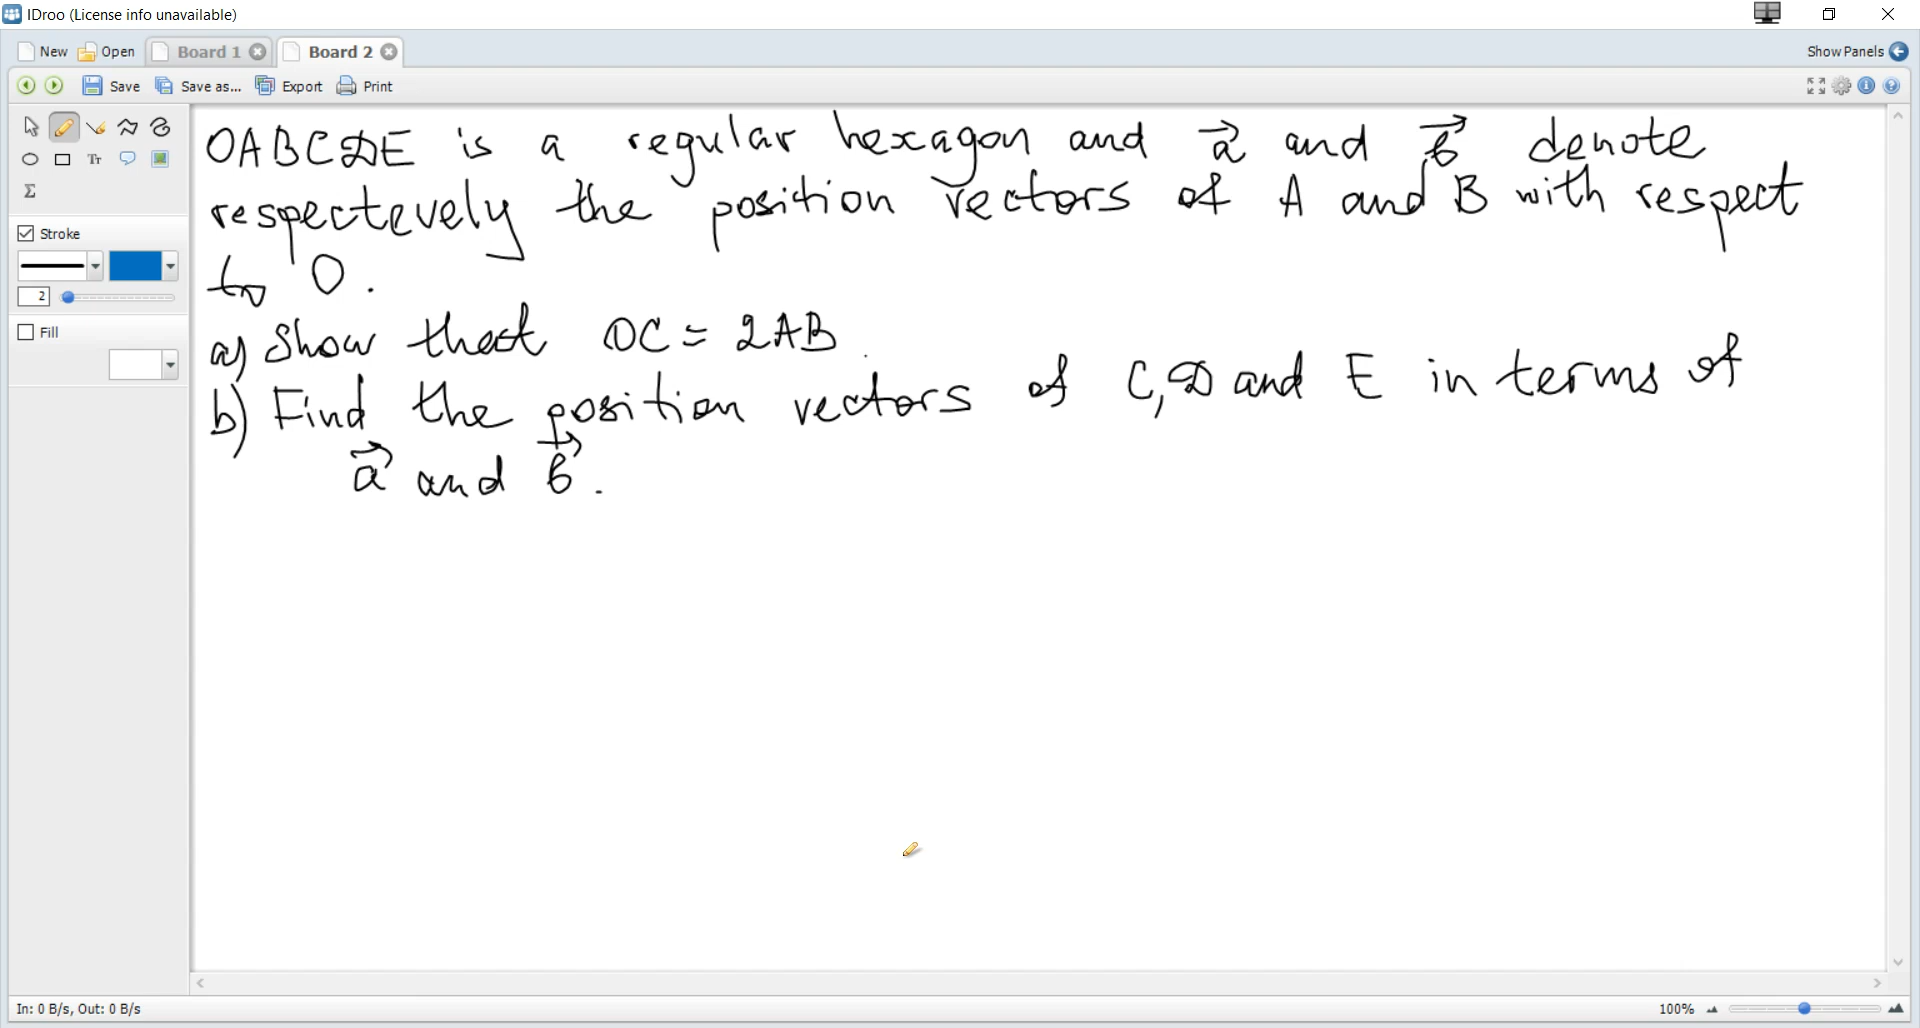 IDroo (License info unavailable)
New Open Board 1 Board 2 Show Panels
Save Save as... Export Print
OABCDE is a regular hexagon and a⃗ and b⃗ denote
respectevely the position vectors of A and B with respect
to O.
a) Show that OC = 2AB.
b) Find the position vectors of C, D and E in terms of
a⃗ and b⃗.
Tr
Σ
Stroke
2
Fill
In: 0 B/s, Out: 0 B/s 100%